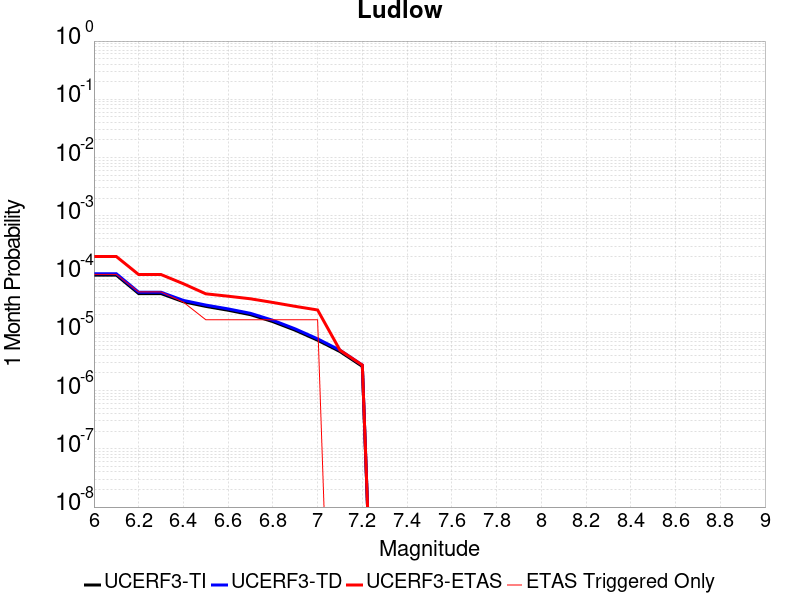 Ludlow
10^0
10^-1
10^-2
10^-3
10^-4
10^-5
10^-6
10^-7
10^-8
1 Month Probability
6 6.2 6.4 6.6 6.8 7 7.2 7.4 7.6 7.8 8 8.2 8.4 8.6 8.8 9
Magnitude
UCERF3-TI UCERF3-TD UCERF3-ETAS ETAS Triggered Only